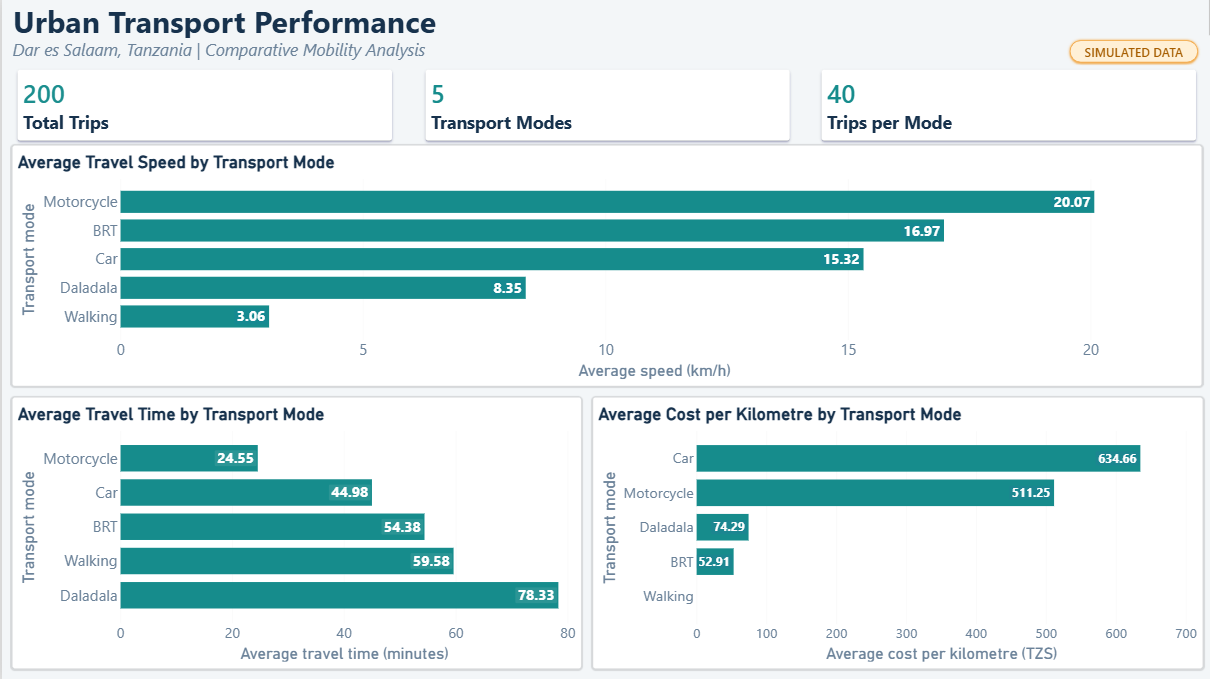 Urban Transport Performance
Dar es Salaam, Tanzania | Comparative Mobility Analysis
SIMULATED DATA
200
Total Trips
5
Transport Modes
40
Trips per Mode
Average Travel Speed by Transport Mode
Transport mode
Motorcycle 20.07
BRT 16.97
Car 15.32
Daladala 8.35
Walking 3.06
0 5 10 15 20
Average speed (km/h)
Average Travel Time by Transport Mode
Transport mode
Motorcycle 24.55
Car 44.98
BRT 54.38
Walking 59.58
Daladala 78.33
0 20 40 60 80
Average travel time (minutes)
Average Cost per Kilometre by Transport Mode
Transport mode
Car 634.66
Motorcycle 511.25
Daladala 74.29
BRT 52.91
Walking
0 100 200 300 400 500 600 700
Average cost per kilometre (TZS)